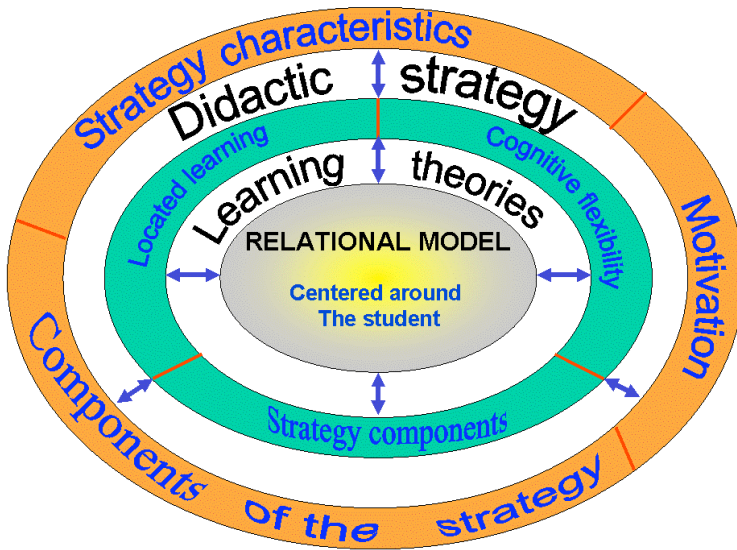 Strategy characteristics
Didactic strategy
Located learning
Cognitive flexibility
Learning theories
Motivation
RELATIONAL MODEL
Centered around
The student
Strategy components
Components of the strategy